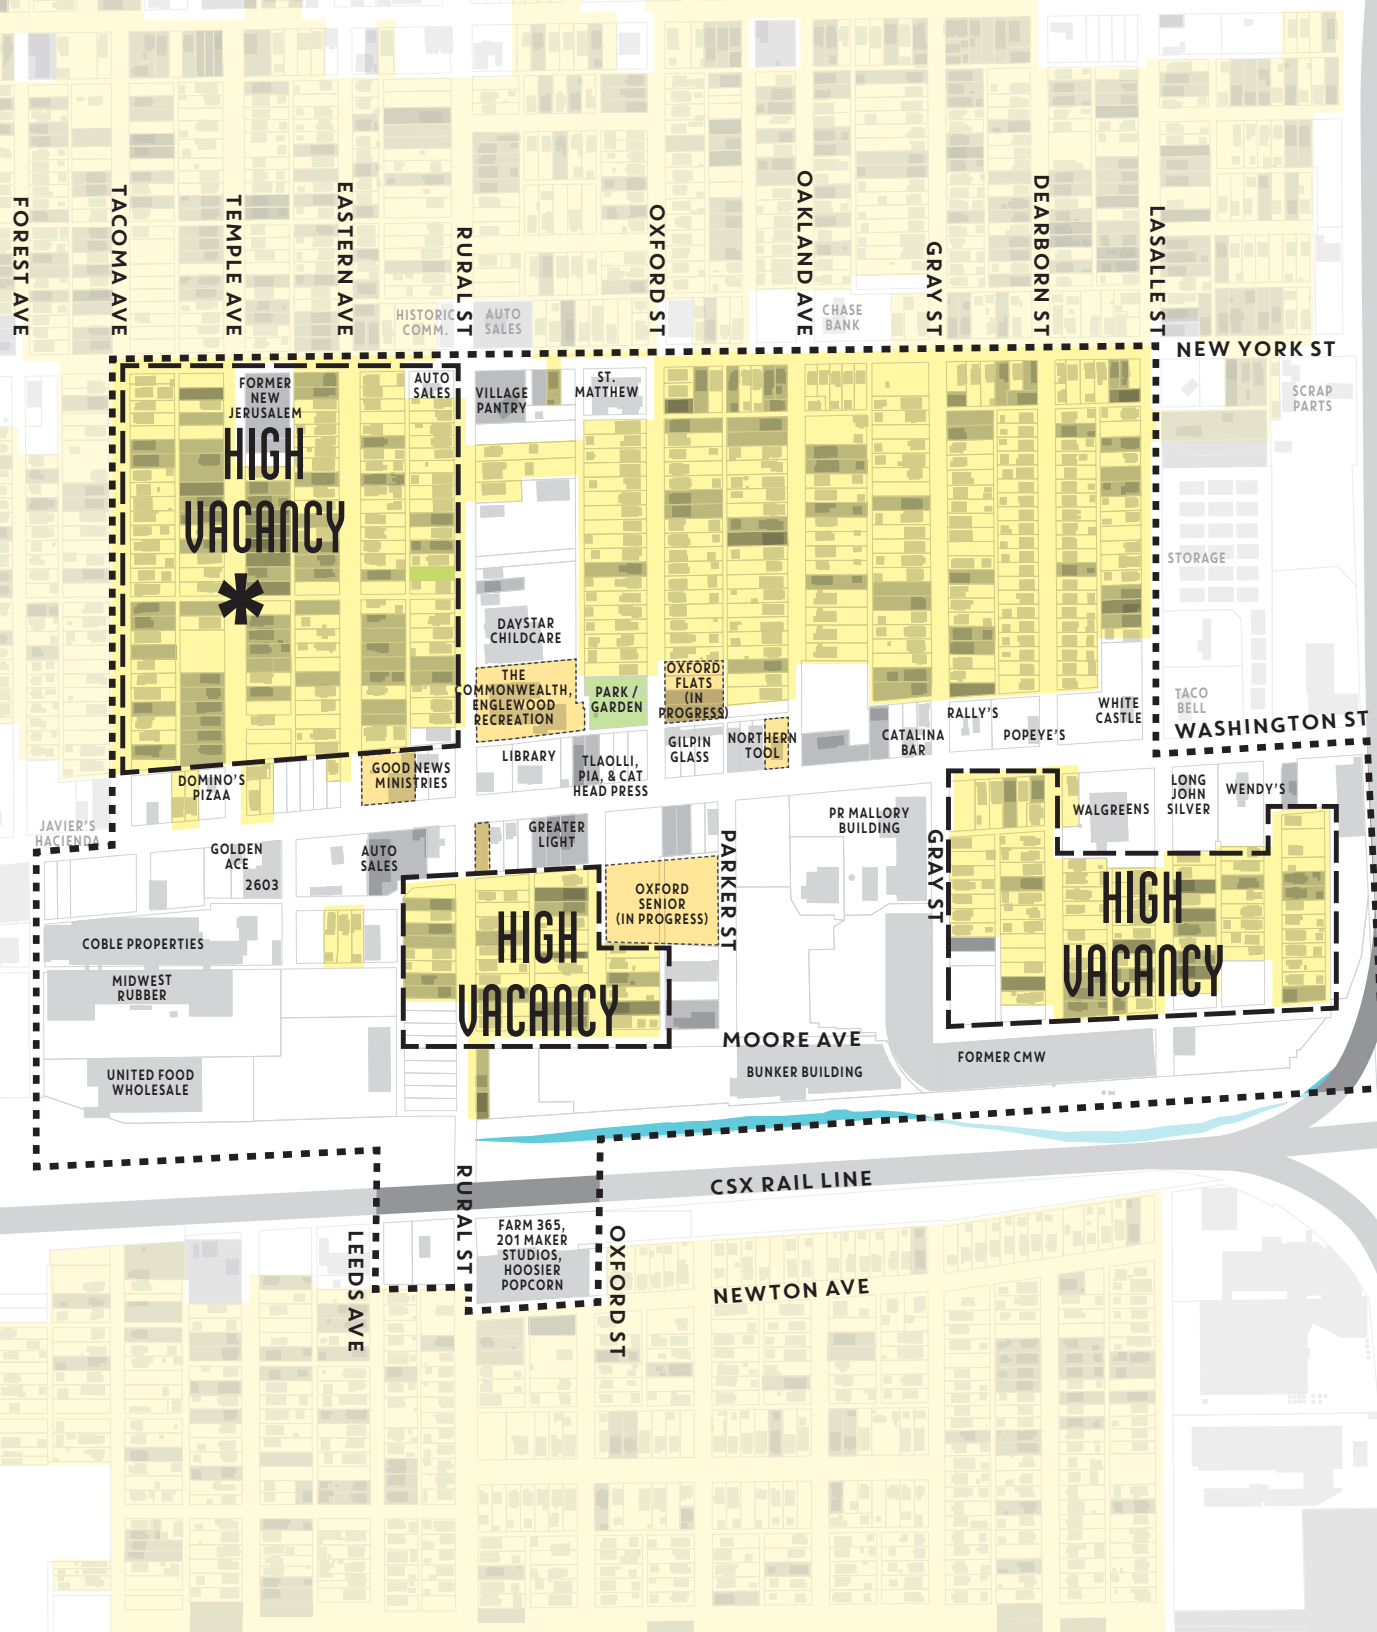 FOREST AVE
TACOMA AVE
TEMPLE AVE
EASTERN AVE
RURAL ST
OXFORD ST
OAKLAND AVE
GRAY ST
DEARBORN ST
LASALLE ST
HISTORIC
COMM.
AUTO
SALES
CHASE
BANK
NEW YORK ST
FORMER
NEW
JERUSALEM
AUTO
SALES
VILLAGE
PANTRY
ST.
MATTHEW
SCRAP
PARTS
HIGH
VACANCY
*
STORAGE
DAYSTAR
CHILDCARE
THE
COMMONWEALTH,
ENGLEWOOD
RECREATION
PARK /
GARDEN
OXFORD
FLATS
(IN
PROGRESS)
TACO
BELL
WHITE
CASTLE
RALLY'S
POPEYE'S
WASHINGTON ST
CATALINA
BAR
NORTHERN
TOOL
GILPIN
GLASS
LIBRARY
TLAOLLI,
PIA, & CAT
HEAD PRESS
GOOD NEWS
MINISTRIES
DOMINO'S
PIZAA
JAVIER'S
HACIENDA
GOLDEN
ACE
2603
AUTO
SALES
GREATER
LIGHT
PARKER ST
PR MALLORY
BUILDING
GRAY ST
WALGREENS
LONG
JOHN
SILVER
WENDY'S
OXFORD
SENIOR
(IN PROGRESS)
HIGH
VACANCY
HIGH
VACANCY
COBLE PROPERTIES
MIDWEST
RUBBER
UNITED FOOD
WHOLESALE
MOORE AVE
BUNKER BUILDING
FORMER CMW
CSX RAIL LINE
RURAL ST
LEEDS AVE
FARM 365,
201 MAKER
STUDIOS,
HOOSIER
POPCORN
OXFORD ST
NEWTON AVE